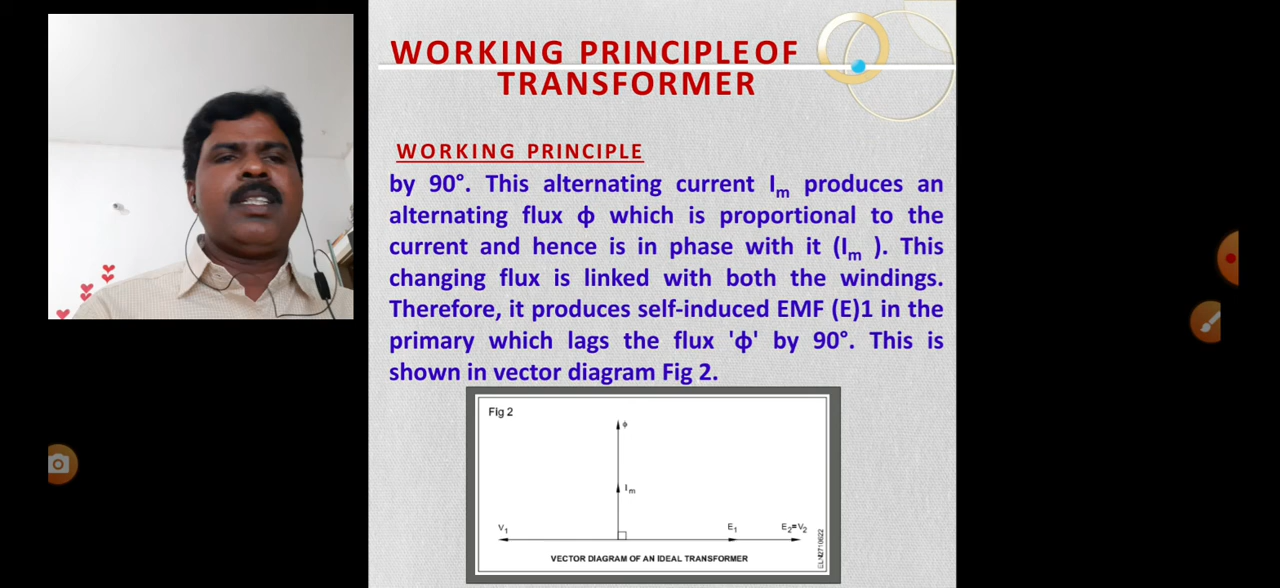 WORKING PRINCIPLEOF
TRANSFORMER
WORKING PRINCIPLE
by 90°. This alternating current Im produces an
alternating flux ϕ which is proportional to the
current and hence is in phase with it (Im ). This
changing flux is linked with both the windings.
Therefore, it produces self-induced EMF (E)1 in the
primary which lags the flux 'ϕ' by 90°. This is
shown in vector diagram Fig 2.
Fig 2
ϕ
Im
V1
E1
E2=V2
VECTOR DIAGRAM OF AN IDEAL TRANSFORMER
ELN2710622